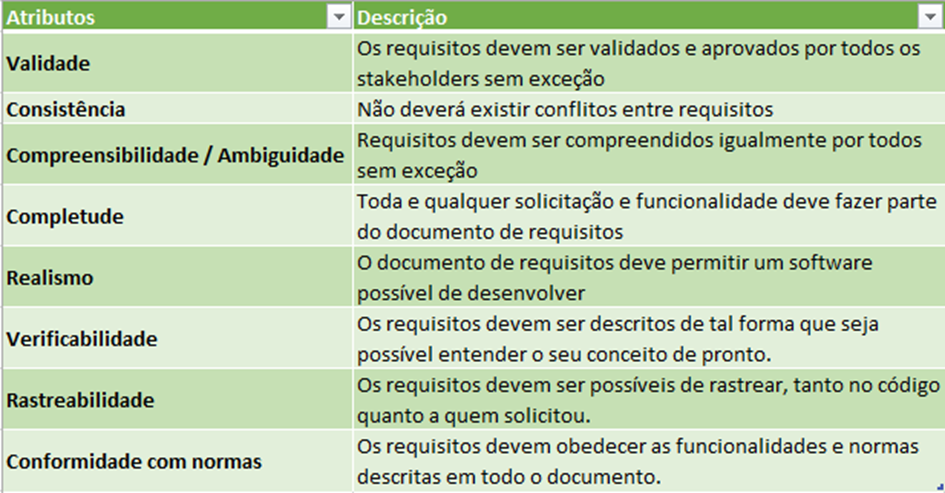 Atributos Descrição
Validade
Os requisitos devem ser validados e aprovados por todos os
stakeholders sem exceção
Consistência
Não deverá existir conflitos entre requisitos
Compreensibilidade / Ambiguidade
Requisitos devem ser compreendidos igualmente por todos
sem exceção
Completude
Toda e qualquer solicitação e funcionalidade deve fazer parte
do documento de requisitos
Realismo
O documento de requisitos deve permitir um software
possível de desenvolver
Verificabilidade
Os requisitos devem ser descritos de tal forma que seja
possível entender o seu conceito de pronto.
Rastreabilidade
Os requisitos devem ser possíveis de rastrear, tanto no código
quanto a quem solicitou.
Conformidade com normas
Os requisitos devem obedecer as funcionalidades e normas
descritas em todo o documento.